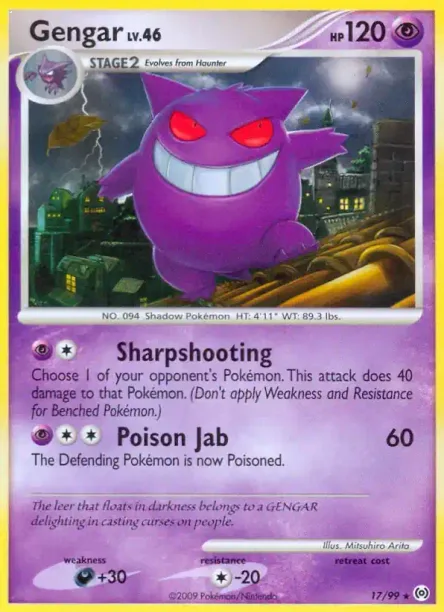 Gengar LV.46 HP 120
STAGE2 Evolves from Haunter
NO. 094 Shadow Pokémon HT: 4'11" WT: 89.3 lbs.
Sharpshooting
Choose 1 of your opponent's Pokémon. This attack does 40
damage to that Pokémon. (Don't apply Weakness and Resistance
for Benched Pokémon.)
Poison Jab 60
The Defending Pokémon is now Poisoned.
The leer that floats in darkness belongs to a GENGAR
delighting in casting curses on people.
Illus. Mitsuhiro Arita
weakness resistance retreat cost
+30 -20
©2009 Pokémon/Nintendo 17/99 ★